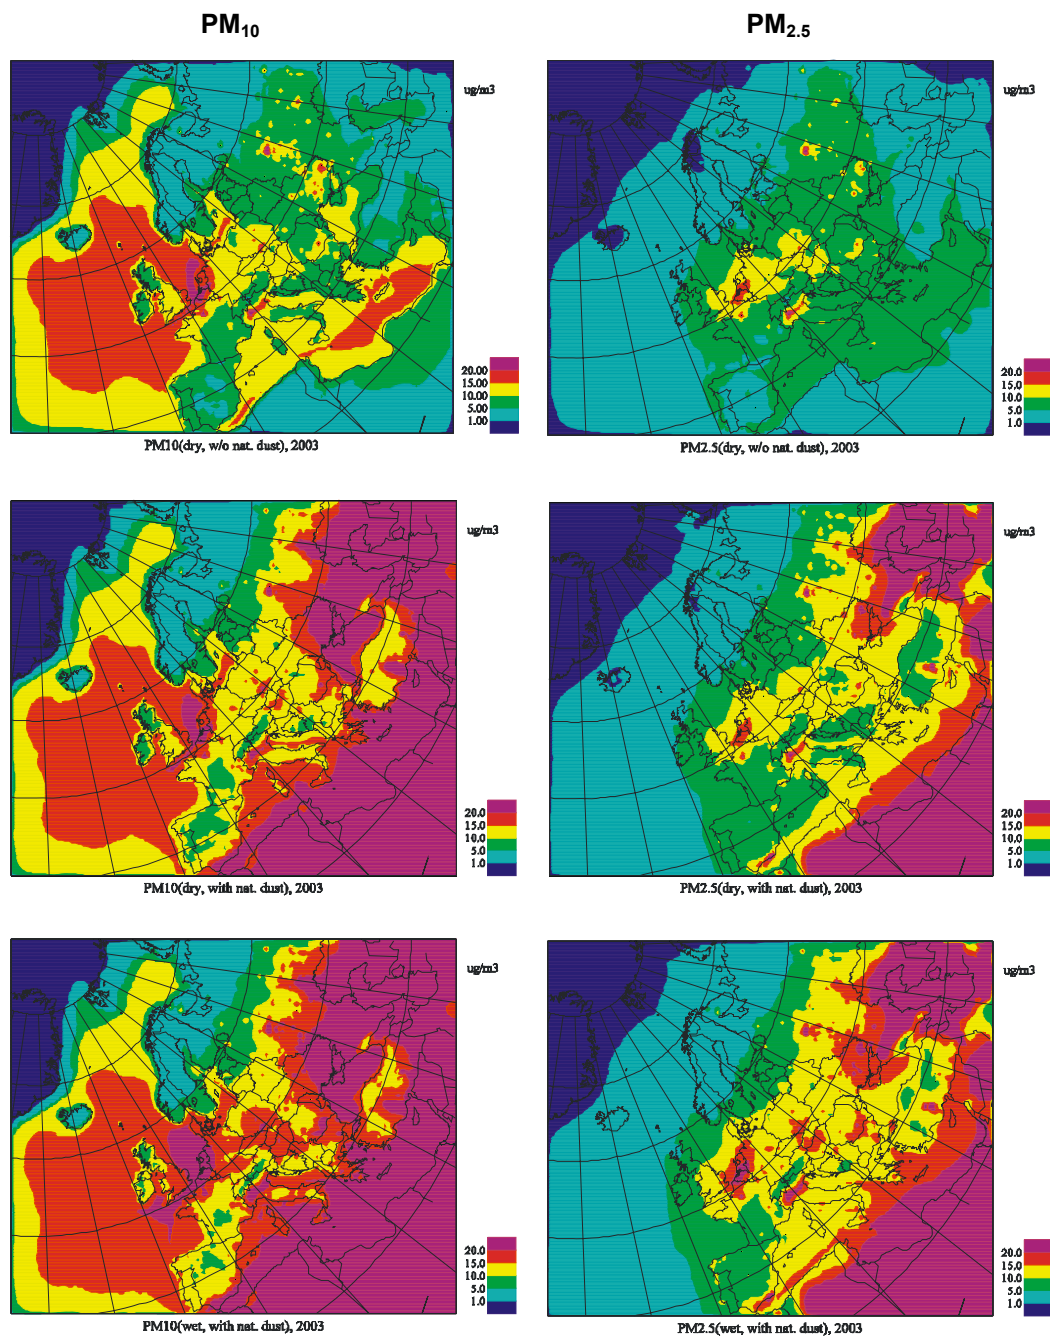 PM10 PM2.5
ug/m3
20.00
15.00
10.00
5.00
1.00
PM10(dry, w/o nat. dust), 2003
ug/m3
20.0
15.0
10.0
5.0
1.0
PM2.5(dry, w/o nat. dust), 2003
ug/m3
20.0
15.0
10.0
5.0
1.0
PM10(dry, with nat. dust), 2003
ug/m3
20.0
15.0
10.0
5.0
1.0
PM2.5(dry, with nat. dust), 2003
ug/m3
20.0
15.0
10.0
5.0
1.0
PM10(wet, with nat. dust), 2003
ug/m3
20.0
15.0
10.0
5.0
1.0
PM2.5(wet, with nat. dust), 2003